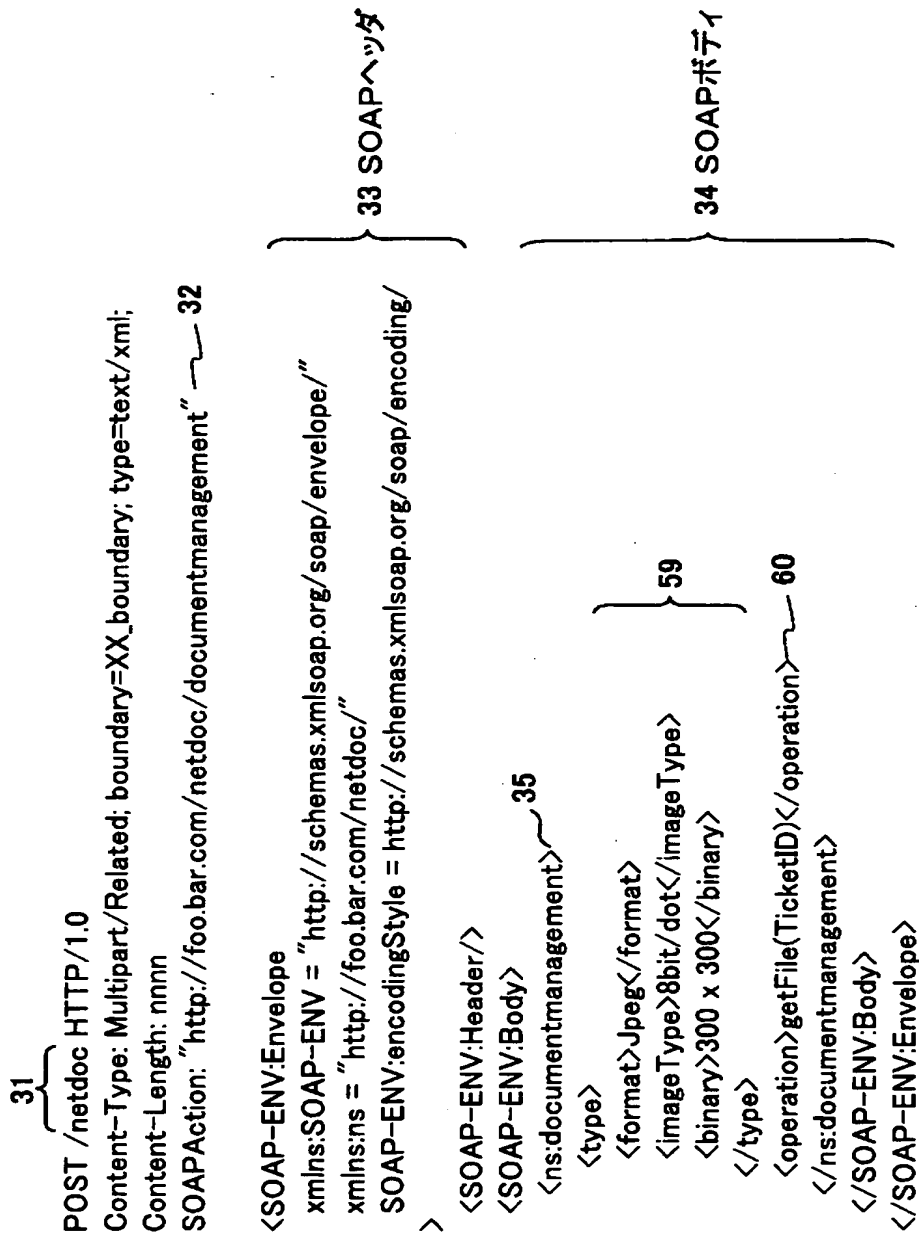 31
POST /netdoc HTTP/1.0
Content-Type: Multipart/Related; boundary=XX_boundary; type=text/xml;
Content-Length: nnnn
SOAPAction: "http://foo.bar.com/netdoc/documentmanagement" 32
<SOAP-ENV:Envelope
xmlns:SOAP-ENV = "http://schemas.xmlsoap.org/soap/envelope/"
xmlns:ns = "http://foo.bar.com/netdoc/"
SOAP-ENV:encodingStyle = http://schemas.xmlsoap.org/soap/encoding/
>
33 SOAPヘッダ
<SOAP-ENV:Header/>
<SOAP-ENV:Body>
<ns:documentmanagement> 35
<type>
<format>Jpeg</format>
<imageType>8bit/dot</imageType>
<binary>300 x 300</binary>
</type>
59
<operation>getFile(TicketID)</operation> 60
</ns:documentmanagement>
</SOAP-ENV:Body>
</SOAP-ENV:Envelope>
34 SOAPボディ